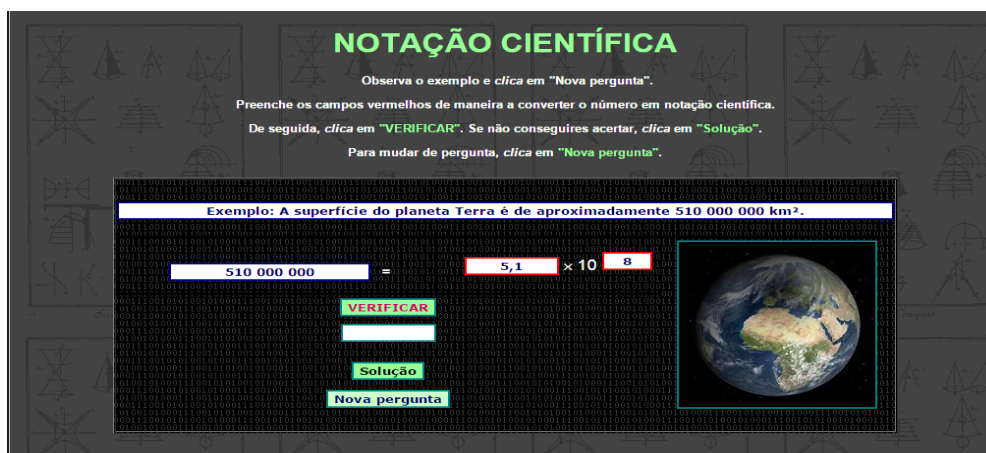 NOTAÇÃO CIENTÍFICA
Observa o exemplo e clica em "Nova pergunta".
Preenche os campos vermelhos de maneira a converter o número em notação científica.
De seguida, clica em "VERIFICAR". Se não conseguires acertar, clica em "Solução".
Para mudar de pergunta, clica em "Nova pergunta".
Exemplo: A superfície do planeta Terra é de aproximadamente 510 000 000 km².
510 000 000 = 5,1 × 10 8
VERIFICAR
Solução
Nova pergunta